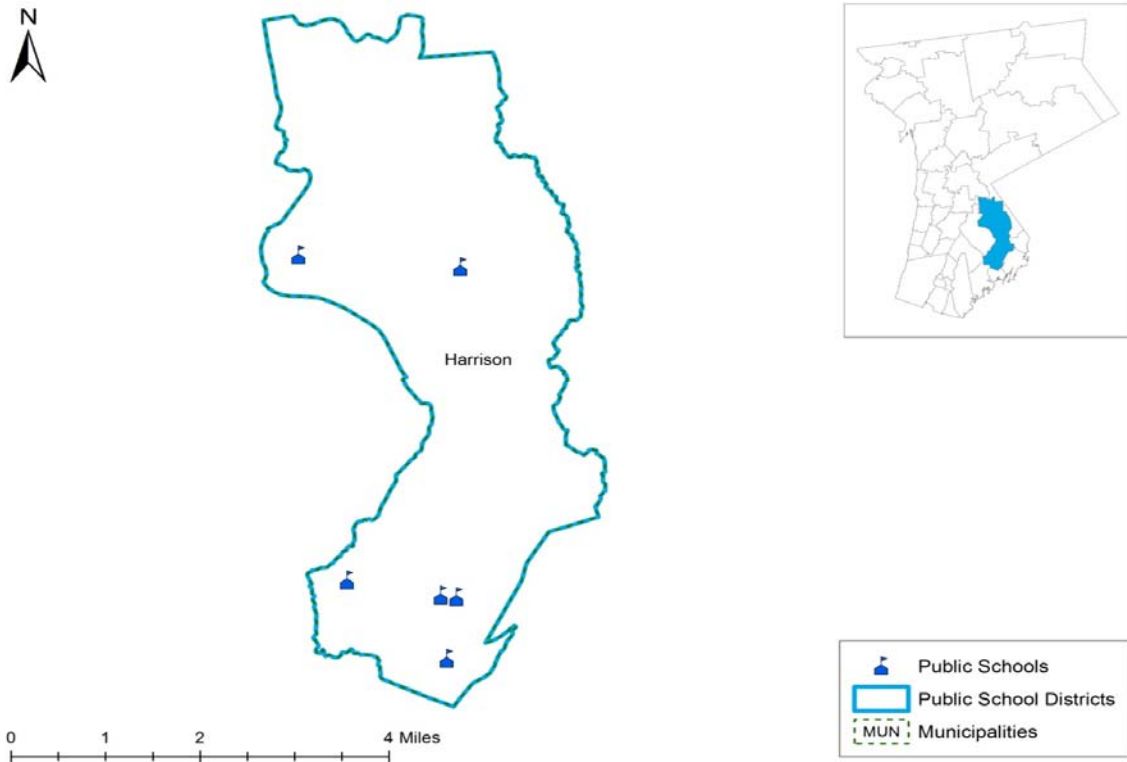 N
Harrison
0 1 2 4 Miles
Public Schools
Public School Districts
MUN Municipalities